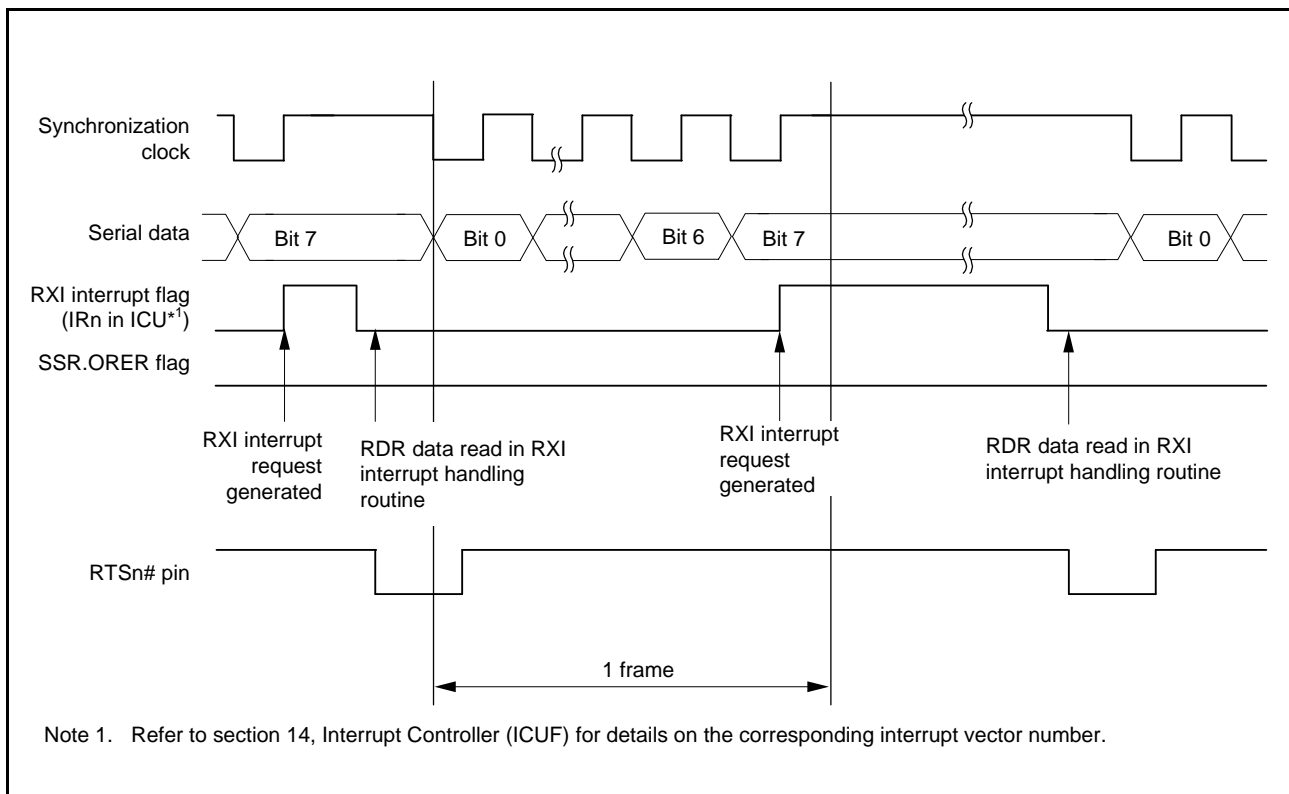 Synchronization
clock
Serial data
Bit 7
Bit 0
Bit 6
Bit 7
Bit 0
RXI interrupt flag
(IRn in ICU*1)
SSR.ORER flag
RXI interrupt
request
generated
RDR data read in RXI
interrupt handling
routine
RXI interrupt
request
generated
RDR data read in RXI
interrupt handling routine
RTSn# pin
1 frame
Note 1. Refer to section 14, Interrupt Controller (ICUF) for details on the corresponding interrupt vector number.